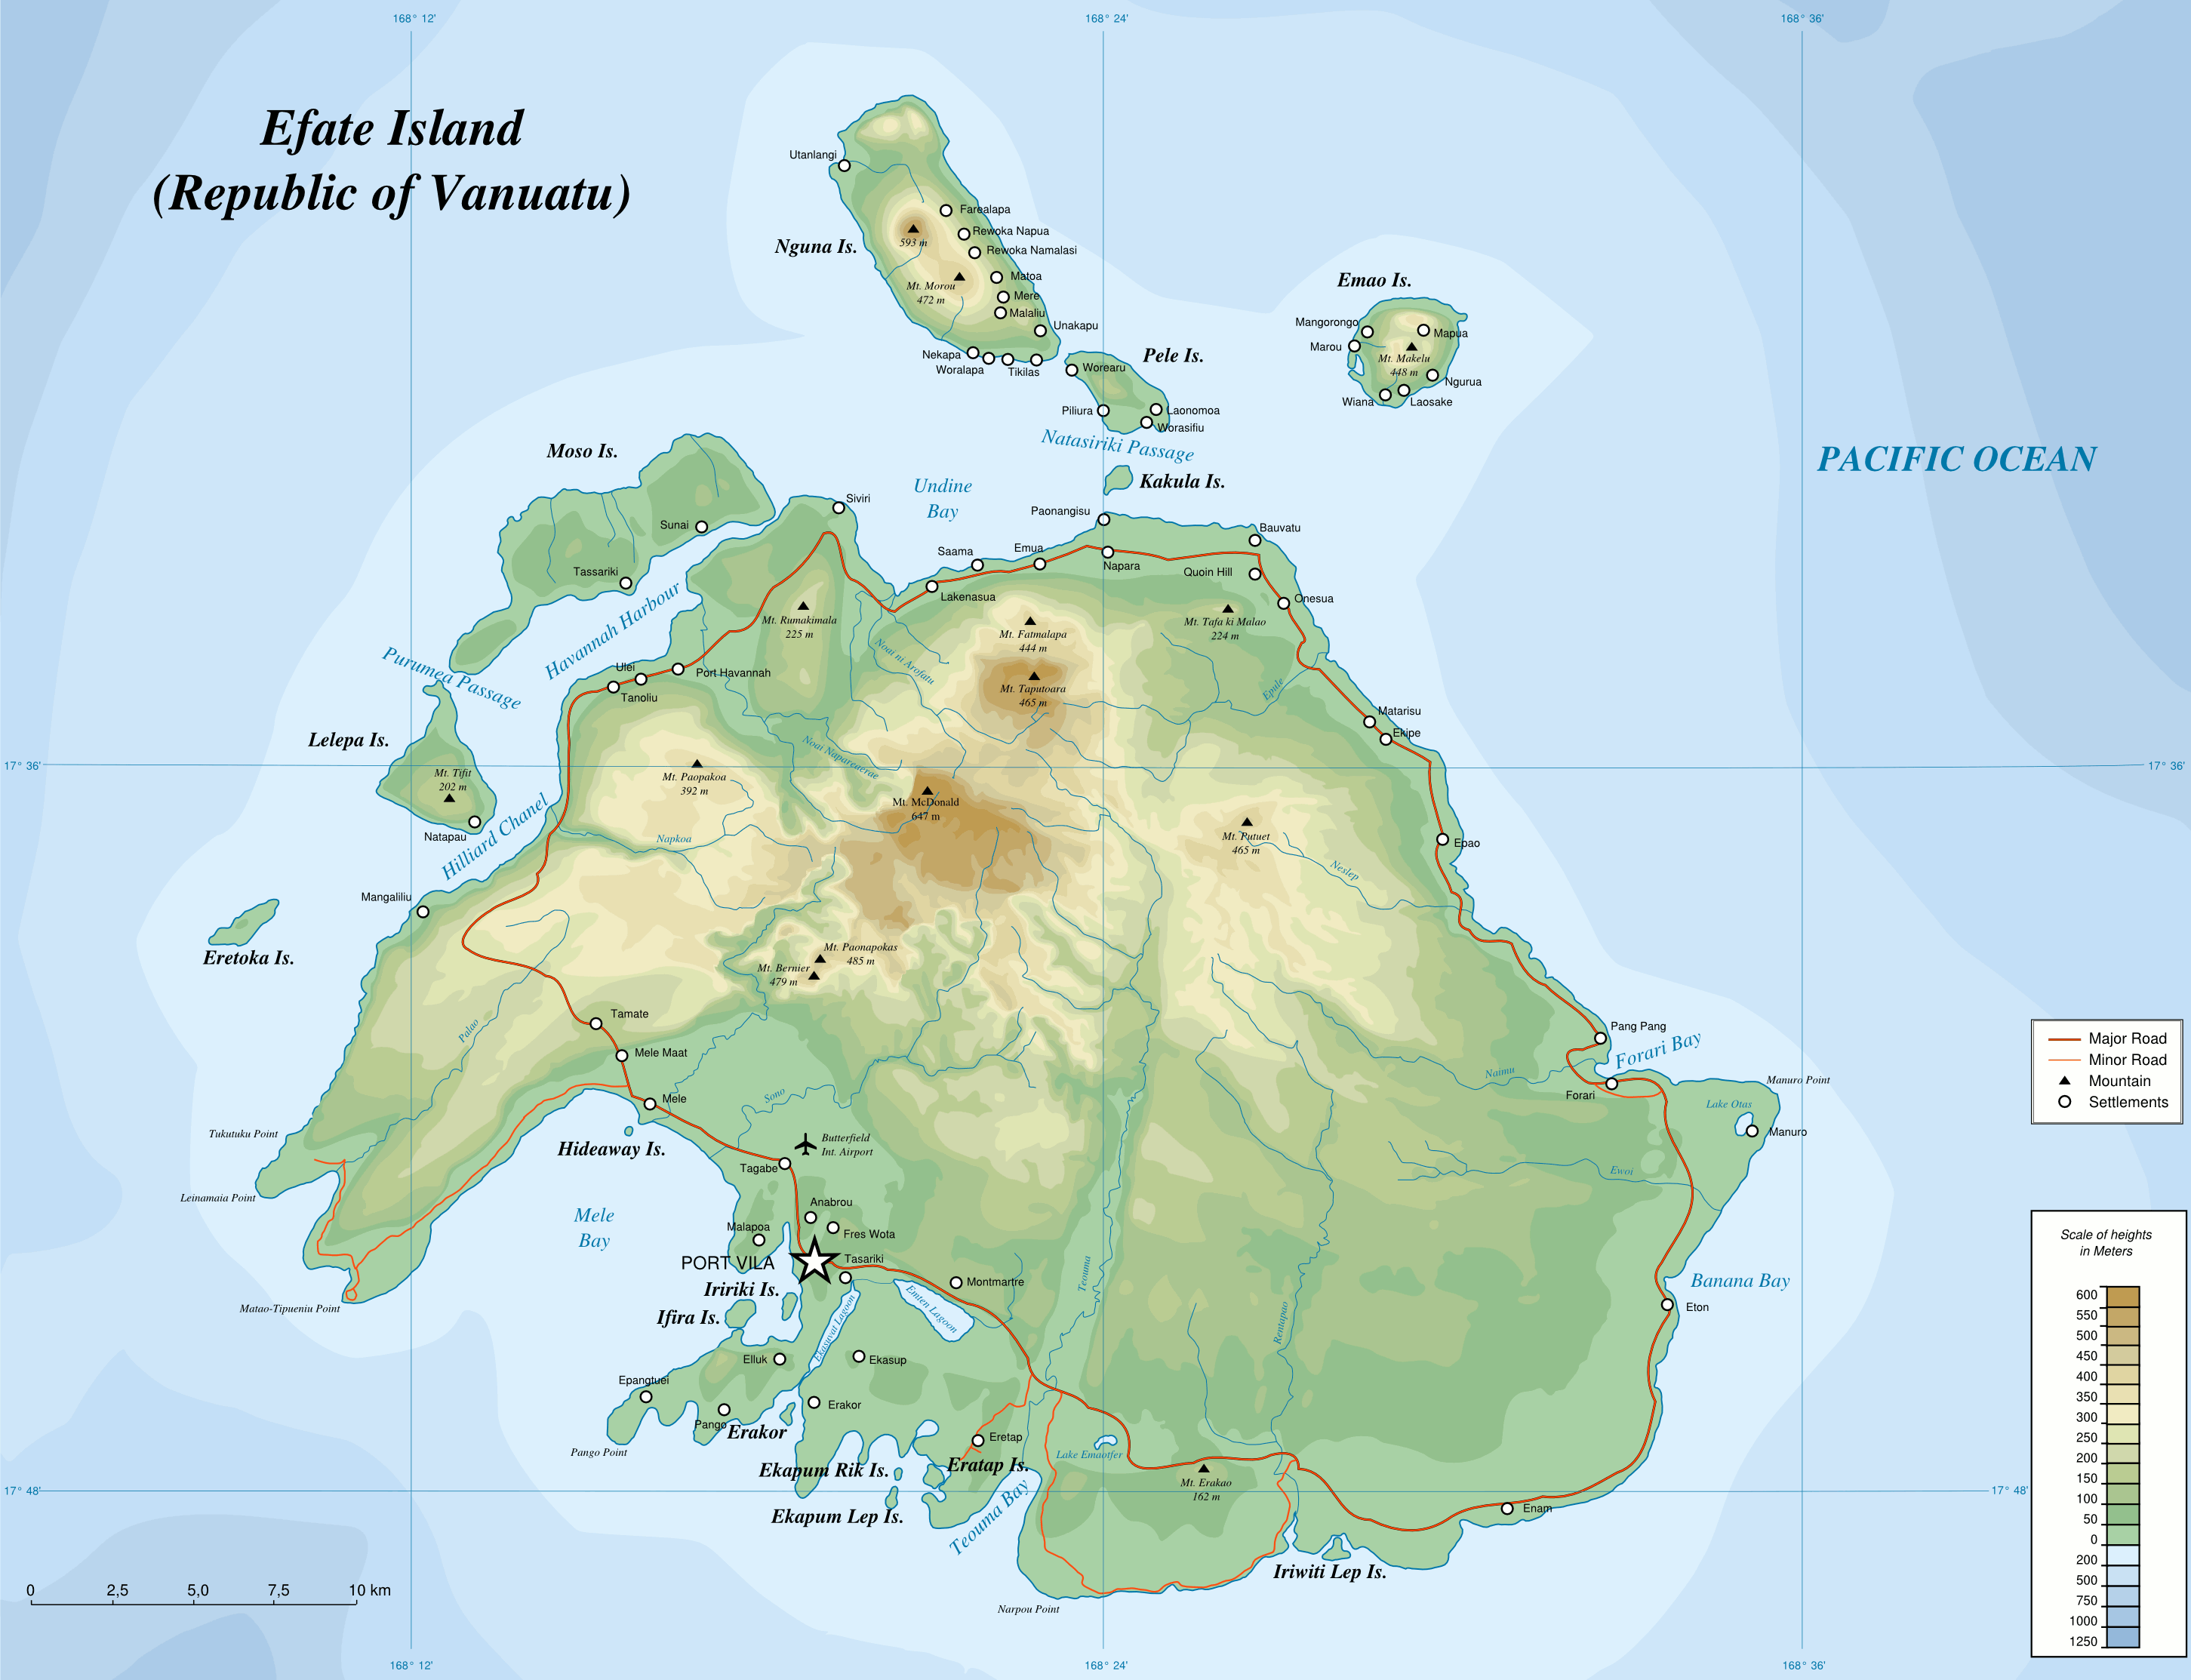 168° 12'
168° 24'
168° 36'
Efate Island
(Republic of Vanuatu)
Utanlangi
Farealapa
593 m
Rewoka Napua
Nguna Is.
Rewoka Namalasi
Matoa
Mt. Morou
472 m
Mere
Malaliu
Unakapu
Nekapa
Woralapa
Tikilas
Emao Is.
Mangorongo
Mapua
Marou
Mt. Makelu
448 m
Ngurua
Wiana
Laosake
Pele Is.
Worearu
Piliura
Laonomoa
Worasifiu
Natasiriki Passage
Moso Is.
PACIFIC OCEAN
Kakula Is.
Undine
Bay
Siviri
Sunai
Paonangisu
Bauvatu
Saama
Emua
Napara
Quoin Hill
Tassariki
Lakenasua
Onesua
Havannah Harbour
Mt. Rumakimala
225 m
Mt. Fatmalapa
444 m
Mt. Tafa ki Malao
224 m
Noai ni Arofatu
Purumea Passage
Ulei
Port Havannah
Tanoliu
Mt. Taputoara
465 m
Epule
Matarisu
Ekipe
Lelepa Is.
Noai Napareuerae
17° 36'
17° 36'
Mt. Tifit
202 m
Mt. Paopakoa
392 m
Mt. McDonald
647 m
Natapau
Hilliard Chanel
Napkoa
Mt. Putuet
465 m
Neslep
Epao
Mangaliliu
Eretoka Is.
Mt. Paonapokas
485 m
Mt. Bernier
479 m
Palao
Tamate
Mele Maat
Pang Pang
Forari Bay
Naimu
Forari
Manuro Point
Lake Otas
Manuro
Major Road
Minor Road
Mountain
Settlements
Sono
Mele
Tukutuku Point
Hideaway Is.
Butterfield
Int. Airport
Tagabe
Ewoi
Leinamaia Point
Anabrou
Mele
Bay
Malapoa
Fres Wota
PORT VILA
Tasariki
Iririki Is.
Montmartre
Teouma
Banana Bay
Matao-Tipueniu Point
Ifira Is.
Emten Lagoon
Ekasuvat Lagoon
Rentapao
Eton
Elluk
Ekasup
Epangtuei
Pango
Erakor
Erakor
Pango Point
Eretap
Lake Emaotfer
Ekapum Rik Is.
Eratap Is.
Mt. Erakao
162 m
17° 48'
17° 48'
Ekapum Lep Is.
Teouma Bay
Enam
Iriwiti Lep Is.
Narpou Point
0
2,5
5,0
7,5
10 km
Scale of heights
in Meters
600
550
500
450
400
350
300
250
200
150
100
50
0
200
500
750
1000
1250
168° 12'
168° 24'
168° 36'